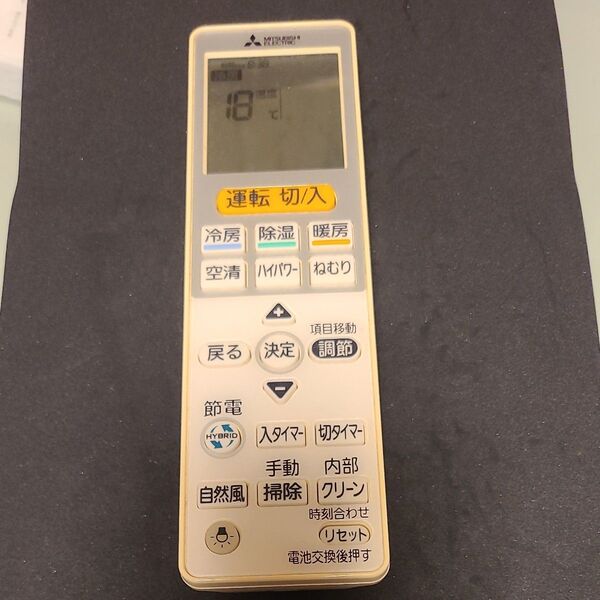 MITSUBISHI
ELECTRIC
18 温度
℃
運転 切/入
冷房 除湿 暖房
空清 ハイパワー ねむり
+
項目移動
戻る 決定 調節
-
節電
HYBRID 入タイマー 切タイマー
手動 内部
自然風 掃除 クリーン
時刻合わせ
リセット
電池交換後押す